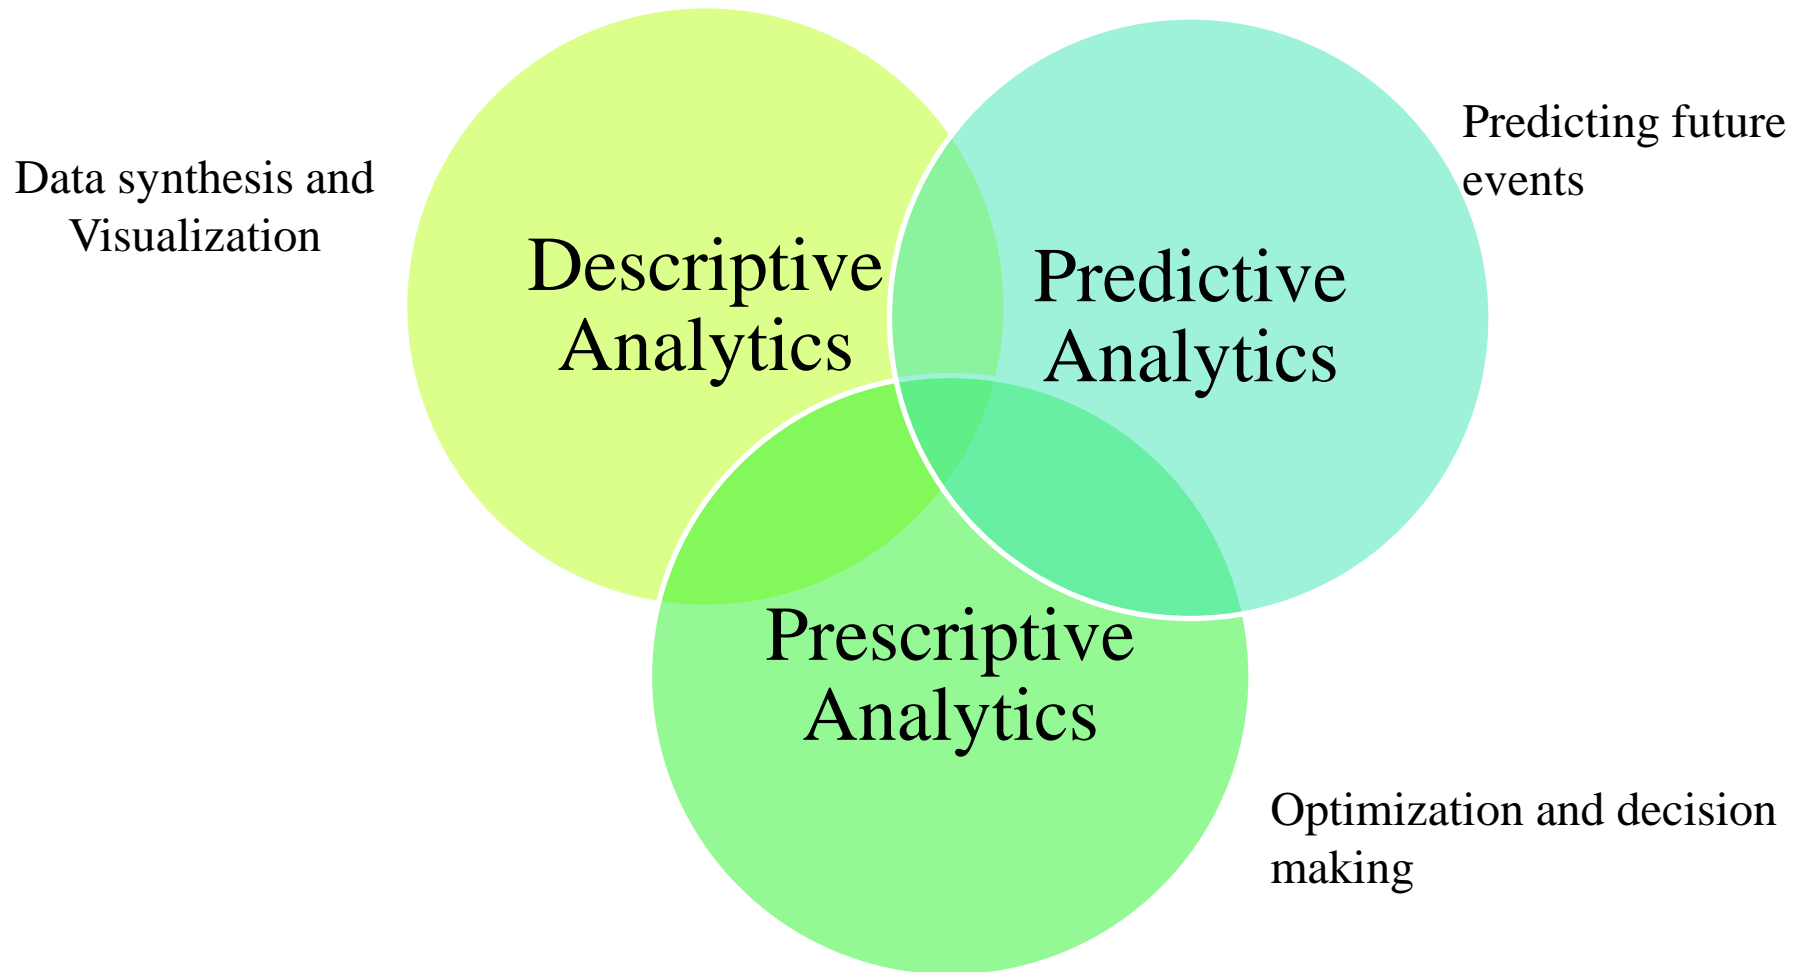 Data synthesis and
Visualization
Descriptive
Analytics
Predictive
Analytics
Predicting future
events
Prescriptive
Analytics
Optimization and decision
making